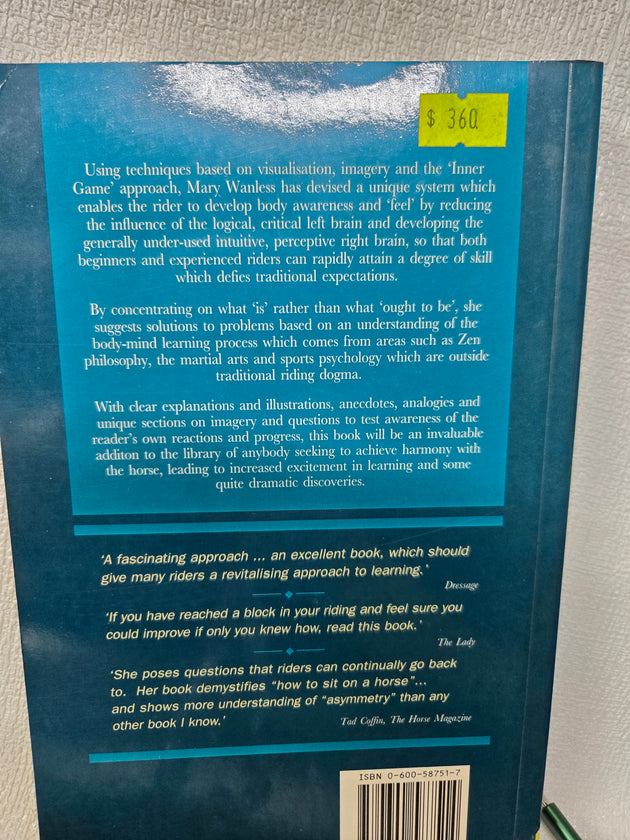 $ 360.
Using techniques based on visualisation, imagery and the ‘Inner
Game’ approach, Mary Wanless has devised a unique system which
enables the rider to develop body awareness and ‘feel’ by reducing
the influence of the logical, critical left brain and developing the
generally under-used intuitive, perceptive right brain, so that both
beginners and experienced riders can rapidly attain a degree of skill
which defies traditional expectations.
By concentrating on what ‘is’ rather than what ‘ought to be’, she
suggests solutions to problems based on an understanding of the
body-mind learning process which comes from areas such as Zen
philosophy, the martial arts and sports psychology which are outside
traditional riding dogma.
With clear explanations and illustrations, anecdotes, analogies and
unique sections on imagery and questions to test awareness of the
reader’s own reactions and progress, this book will be an invaluable
additon to the library of anybody seeking to achieve harmony with
the horse, leading to increased excitement in learning and some
quite dramatic discoveries.
‘A fascinating approach ... an excellent book, which should
give many riders a revitalising approach to learning.’
Dressage
‘If you have reached a block in your riding and feel sure you
could improve if only you knew how, read this book.’
The Lady
‘She poses questions that riders can continually go back
to. Her book demystifies “how to sit on a horse”...
and shows more understanding of “asymmetry” than any
other book I know.’
Tad Coffin, The Horse Magazine
ISBN 0-600-58751-7